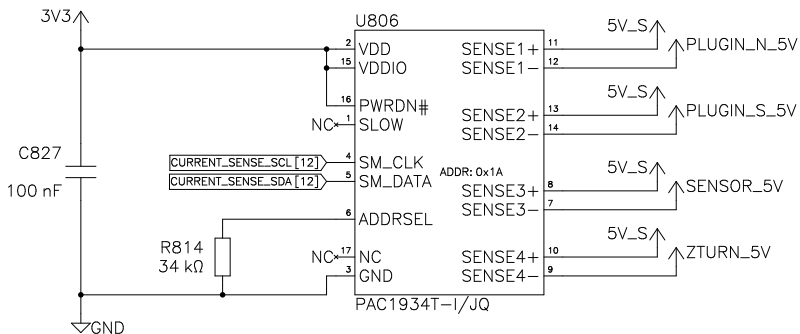 3V3
U806
5V_S
2 VDD SENSE1+ 11
PLUGIN_N_5V
15 VDDIO SENSE1- 12
5V_S
16 PWRDN# SENSE2+ 13
PLUGIN_S_5V
NC 1 SLOW SENSE2- 14
C827
100 nF
CURRENT_SENSE_SCL [12] 4 SM_CLK
ADDR: 0x1A
CURRENT_SENSE_SDA [12] 5 SM_DATA
5V_S
SENSE3+ 8
SENSOR_5V
SENSE3- 7
6 ADDRSEL
R814
34 kΩ
5V_S
NC 17 NC SENSE4+ 10
ZTURN_5V
3 GND SENSE4- 9
PAC1934T-I/JQ
GND